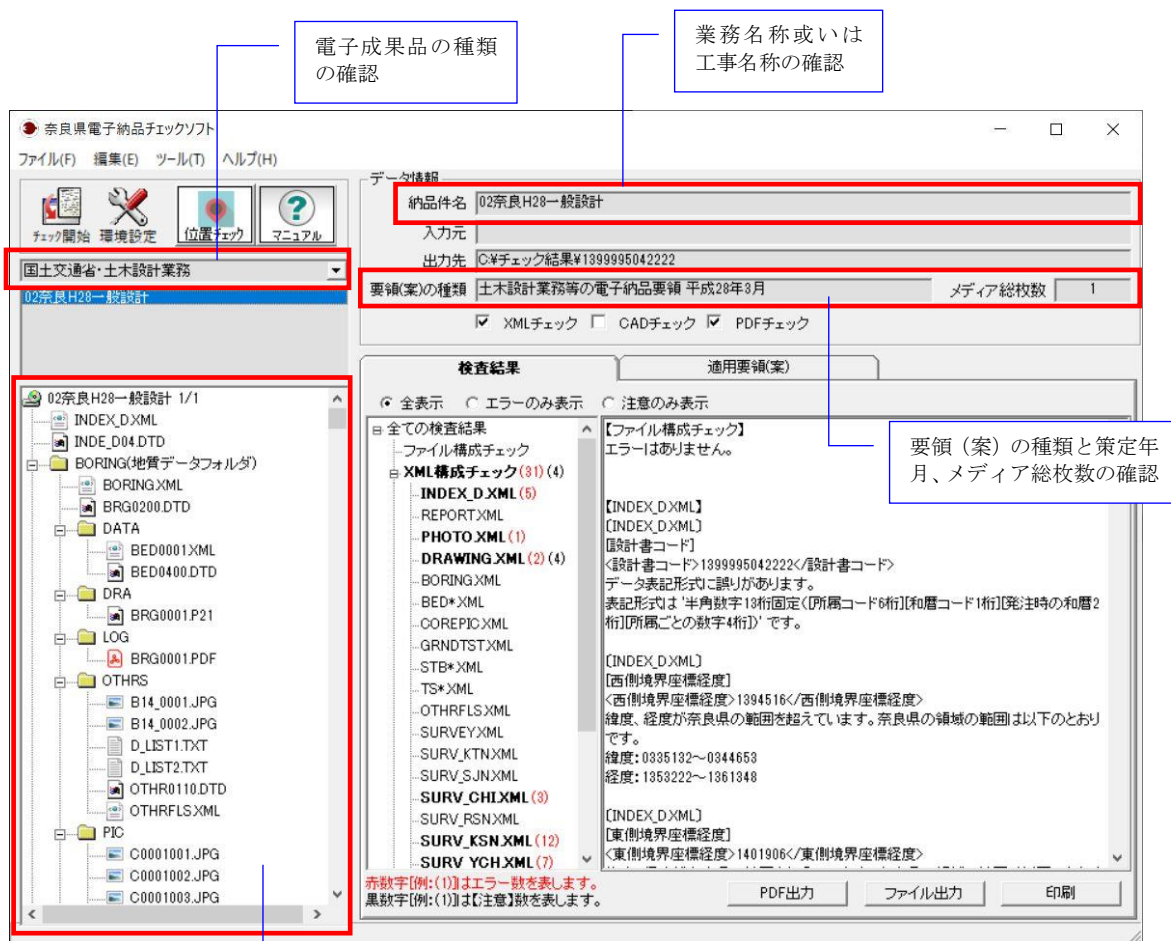 電子成果品の種類
の確認
業務名称或いは
工事名称の確認
奈良県電子納品チェックソフト
ファイル(F) 編集(E) ツール(T) ヘルプ(H)
チェック開始 環境設定 位置チェック マニュアル
国土交通省・土木設計業務
02奈良H28一般設計
データ情報
納品件名 02奈良H28一般設計
入力元
出力先 C:¥チェック結果¥1399995042222
要領(案)の種類 土木設計業務等の電子納品要領 平成28年3月 メディア総枚数 1
XMLチェック CADチェック PDFチェック
02奈良H28一般設計 1/1
INDEX_D.XML
INDE_D04.DTD
BORING(地質データフォルダ)
BORING.XML
BRG0200.DTD
DATA
BED0001.XML
BED0400.DTD
DRA
BRG0001.P21
LOG
BRG0001.PDF
OTHRS
B14_0001.JPG
B14_0002.JPG
D_LIST1.TXT
D_LIST2.TXT
OTHR0110.DTD
OTHRFLS.XML
PIC
C0001001.JPG
C0001002.JPG
C0001003.JPG
検査結果 適用要領(案)
全表示 エラーのみ表示 注意のみ表示
全ての検査結果
ファイル構成チェック
XML構成チェック(31)(4)
INDEX_D.XML(5)
REPORT.XML
PHOTO.XML(1)
DRAWING.XML(2)(4)
BORING.XML
BED*.XML
COREPIC.XML
GRNDTST.XML
STB*.XML
TS*.XML
OTHRFLS.XML
SURVEY.XML
SURV_KTN.XML
SURV_SJN.XML
SURV_CHI.XML(3)
SURV_RSN.XML
SURV_KSN.XML(12)
SURV_YCH.XML(7)
【ファイル構成チェック】
エラーはありません。
【INDEX_D.XML】
[INDEX_D.XML]
[設計書コード]
<設計書コード>1399995042222</設計書コード>
データ表記形式に誤りがあります。
表記形式は '半角数字13桁固定([所属コード6桁][和暦コード1桁][発注時の和暦2
桁][所属ごとの数字4桁])' です。
[INDEX_D.XML]
[西側境界座標経度]
<西側境界座標経度>1394516</西側境界座標経度>
緯度、経度が奈良県の範囲を超えています。奈良県の領域の範囲は以下のとおり
です。
緯度:0335132～0344653
経度:1353222～1361348
[INDEX_D.XML]
[東側境界座標経度]
<東側境界座標経度>1401906</東側境界座標経度>
要領（案）の種類と策定年
月、メディア総枚数の確認
赤数字[例:(1)]はエラー数を表します。
黒数字[例:(1)]は【注意】数を表します。
PDF出力 ファイル出力 印刷